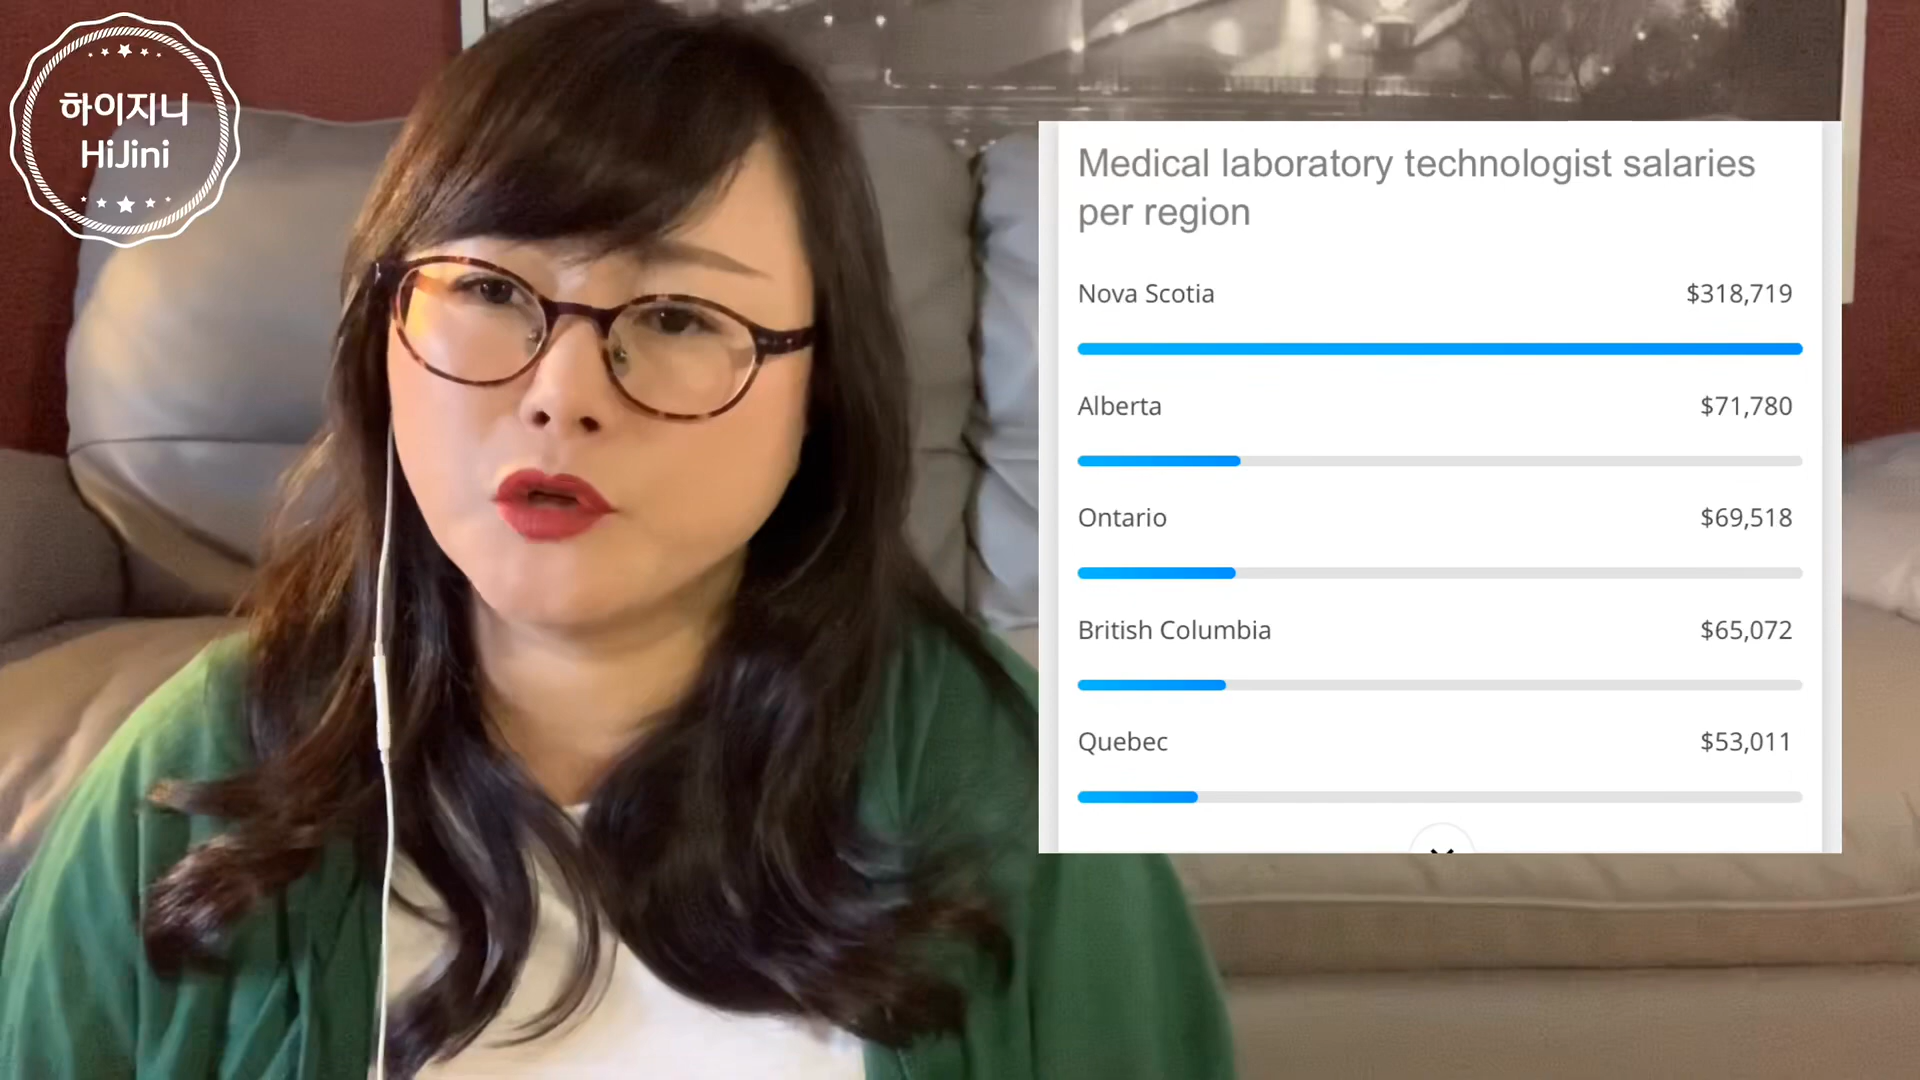 하이지니
HiJini
Medical laboratory technologist salaries
per region
Nova Scotia $318,719
Alberta $71,780
Ontario $69,518
British Columbia $65,072
Quebec $53,011